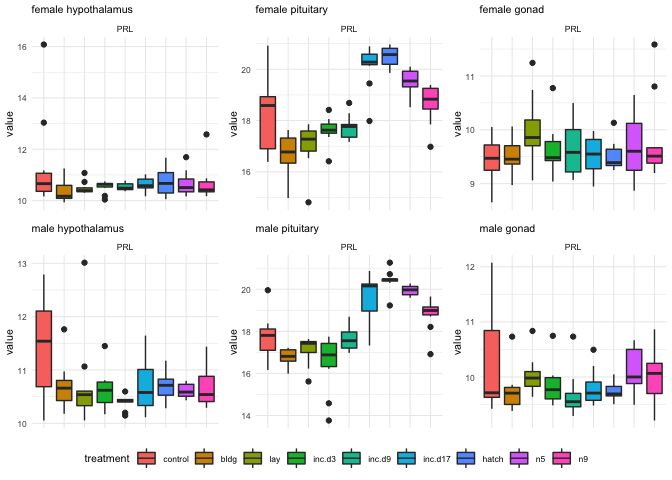 female hypothalamus
female pituitary
female gonad
PRL
PRL
PRL
value
16
14
12
10
value
20
18
16
value
11
10
9
male hypothalamus
male pituitary
male gonad
PRL
PRL
PRL
value
13
12
11
10
value
20
18
16
14
value
12
11
10
treatment control bldg lay inc.d3 inc.d9 inc.d17 hatch n5 n9